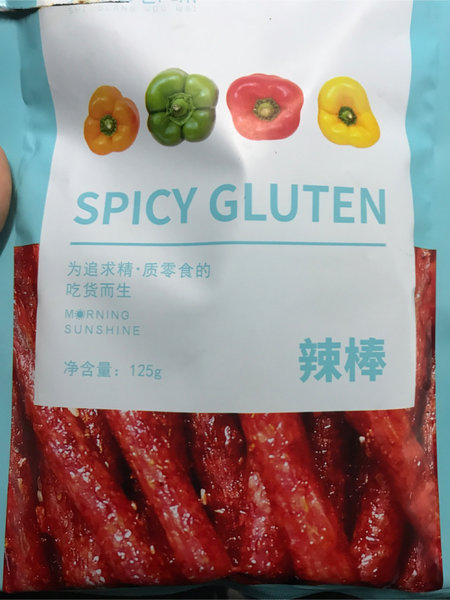 SPICY GLUTEN
为追求精·质零食的
吃货而生
MORNING
SUNSHINE
净含量：125g
辣棒